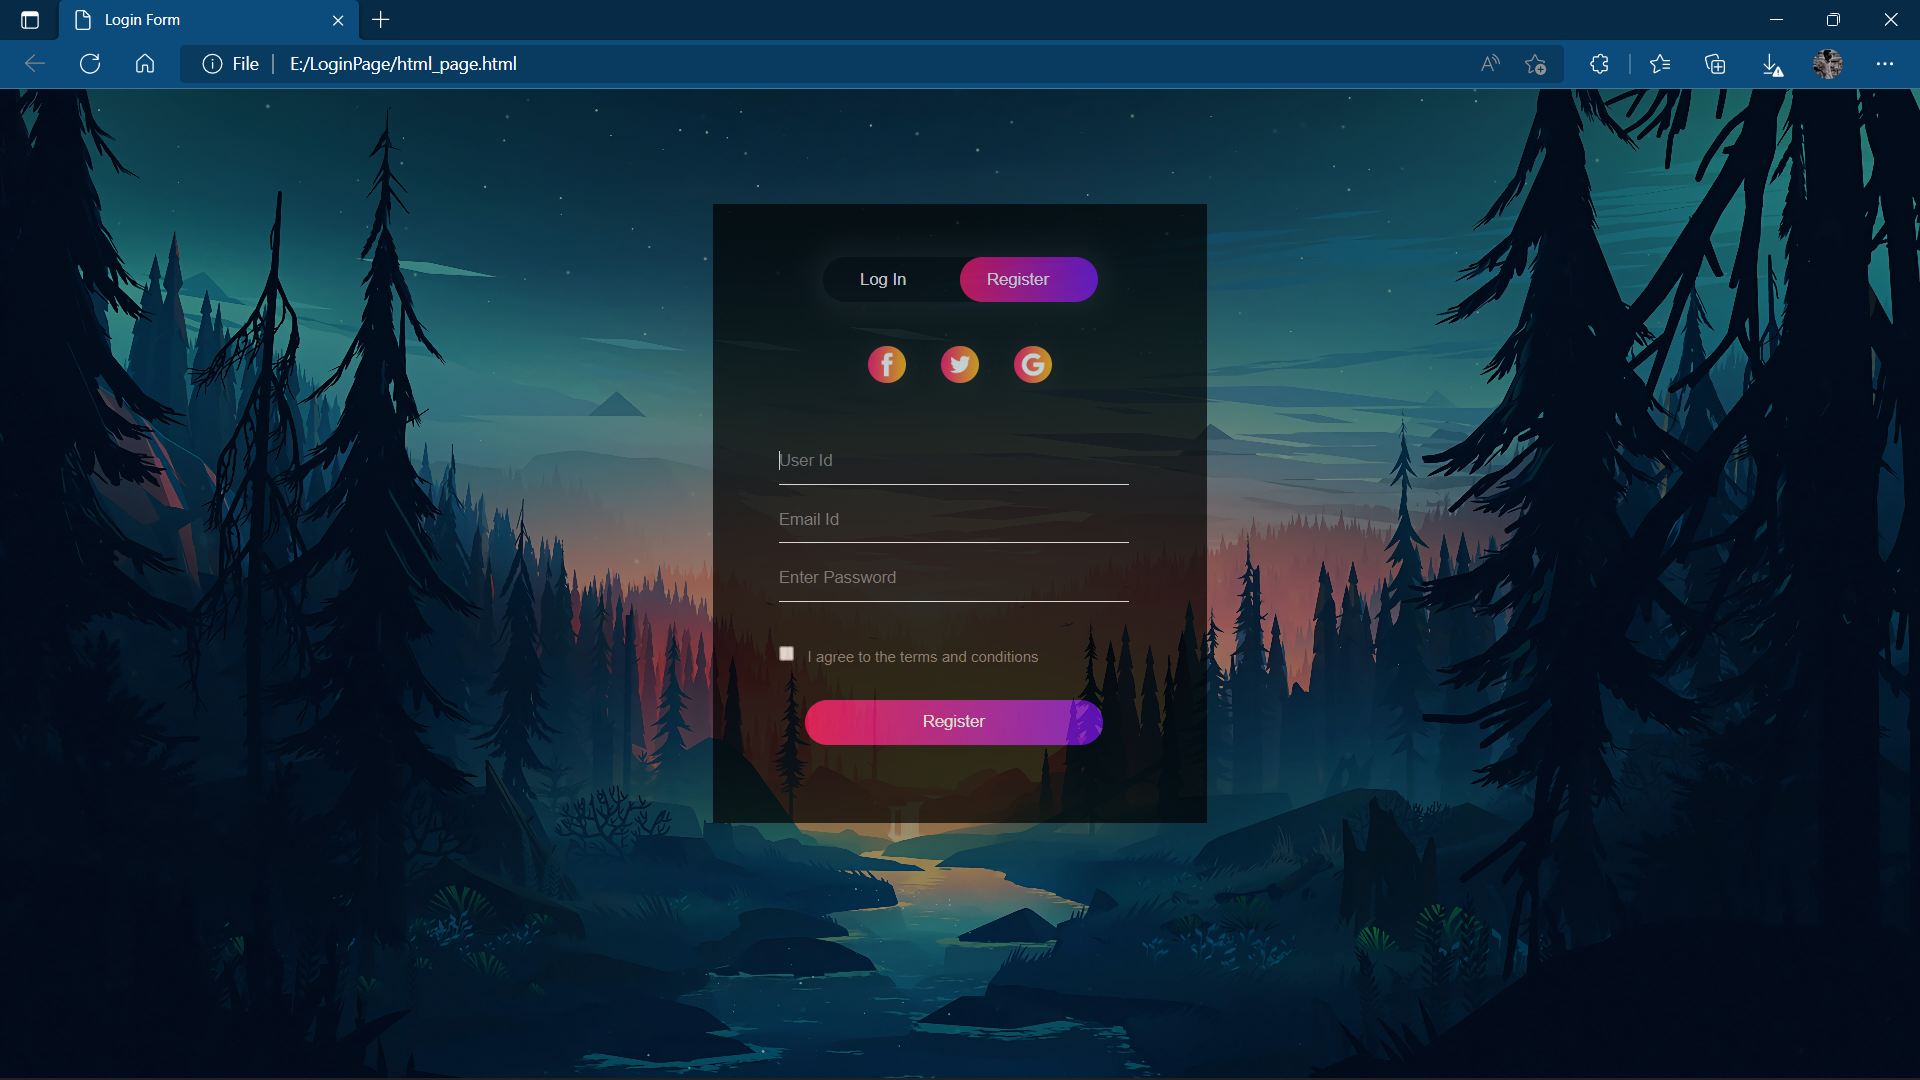 Login Form
File E:/LoginPage/html_page.html
Log In Register
User Id
Email Id
Enter Password
I agree to the terms and conditions
Register